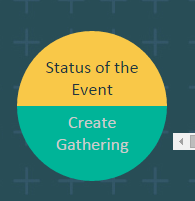 Status of the
Event
Create
Gathering